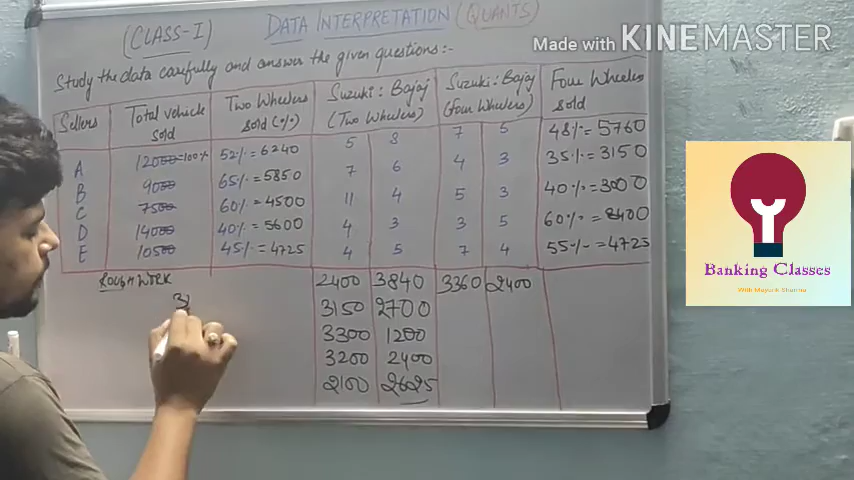 (CLASS-I)
DATA INTERPRETATION (QUANTS)
Made with KINEMASTER
Study the data carefully and answer the given questions:-
Sellers | Total vehicle sold | Two Wheelers sold (%) | Suzuki : Bajaj (Two Wheelers) | Suzuki : Bajaj (Four Wheelers) | Four Wheelers sold
A | 12000=100% | 52%=6240 | 5 | 8 | 7 | 5 | 48%=5760
B | 9000 | 65%=5850 | 7 | 6 | 4 | 3 | 35%=3150
C | 7500 | 60%=4500 | 11 | 4 | 5 | 3 | 40%=3000
D | 14000 | 40%=5600 | 4 | 3 | 3 | 5 | 60%=8400
E | 10500 | 45%=4725 | 4 | 5 | 7 | 4 | 55%=4725
ROUGH WORK
2400 | 3840 | 3360 | 2400
3150 | 2700
3300 | 1200
3200 | 2400
2100 | 2625
Banking Classes
With Mayank Sharma